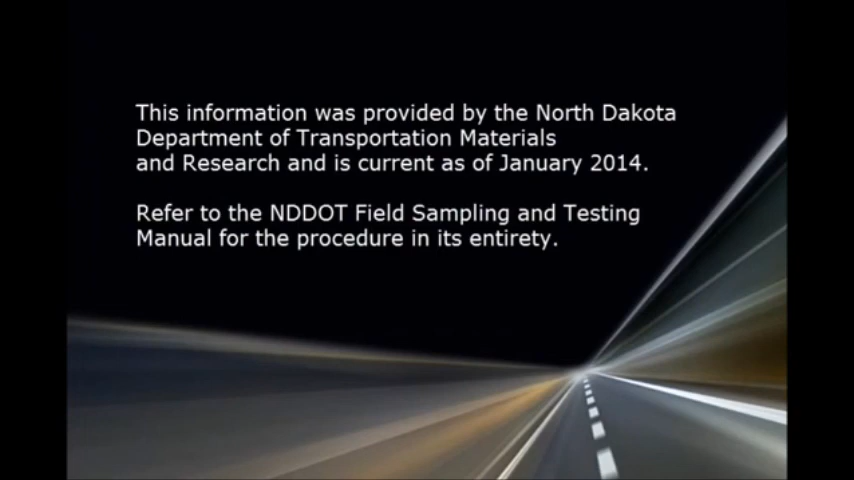 This information was provided by the North Dakota
Department of Transportation Materials
and Research and is current as of January 2014.
Refer to the NDDOT Field Sampling and Testing
Manual for the procedure in its entirety.